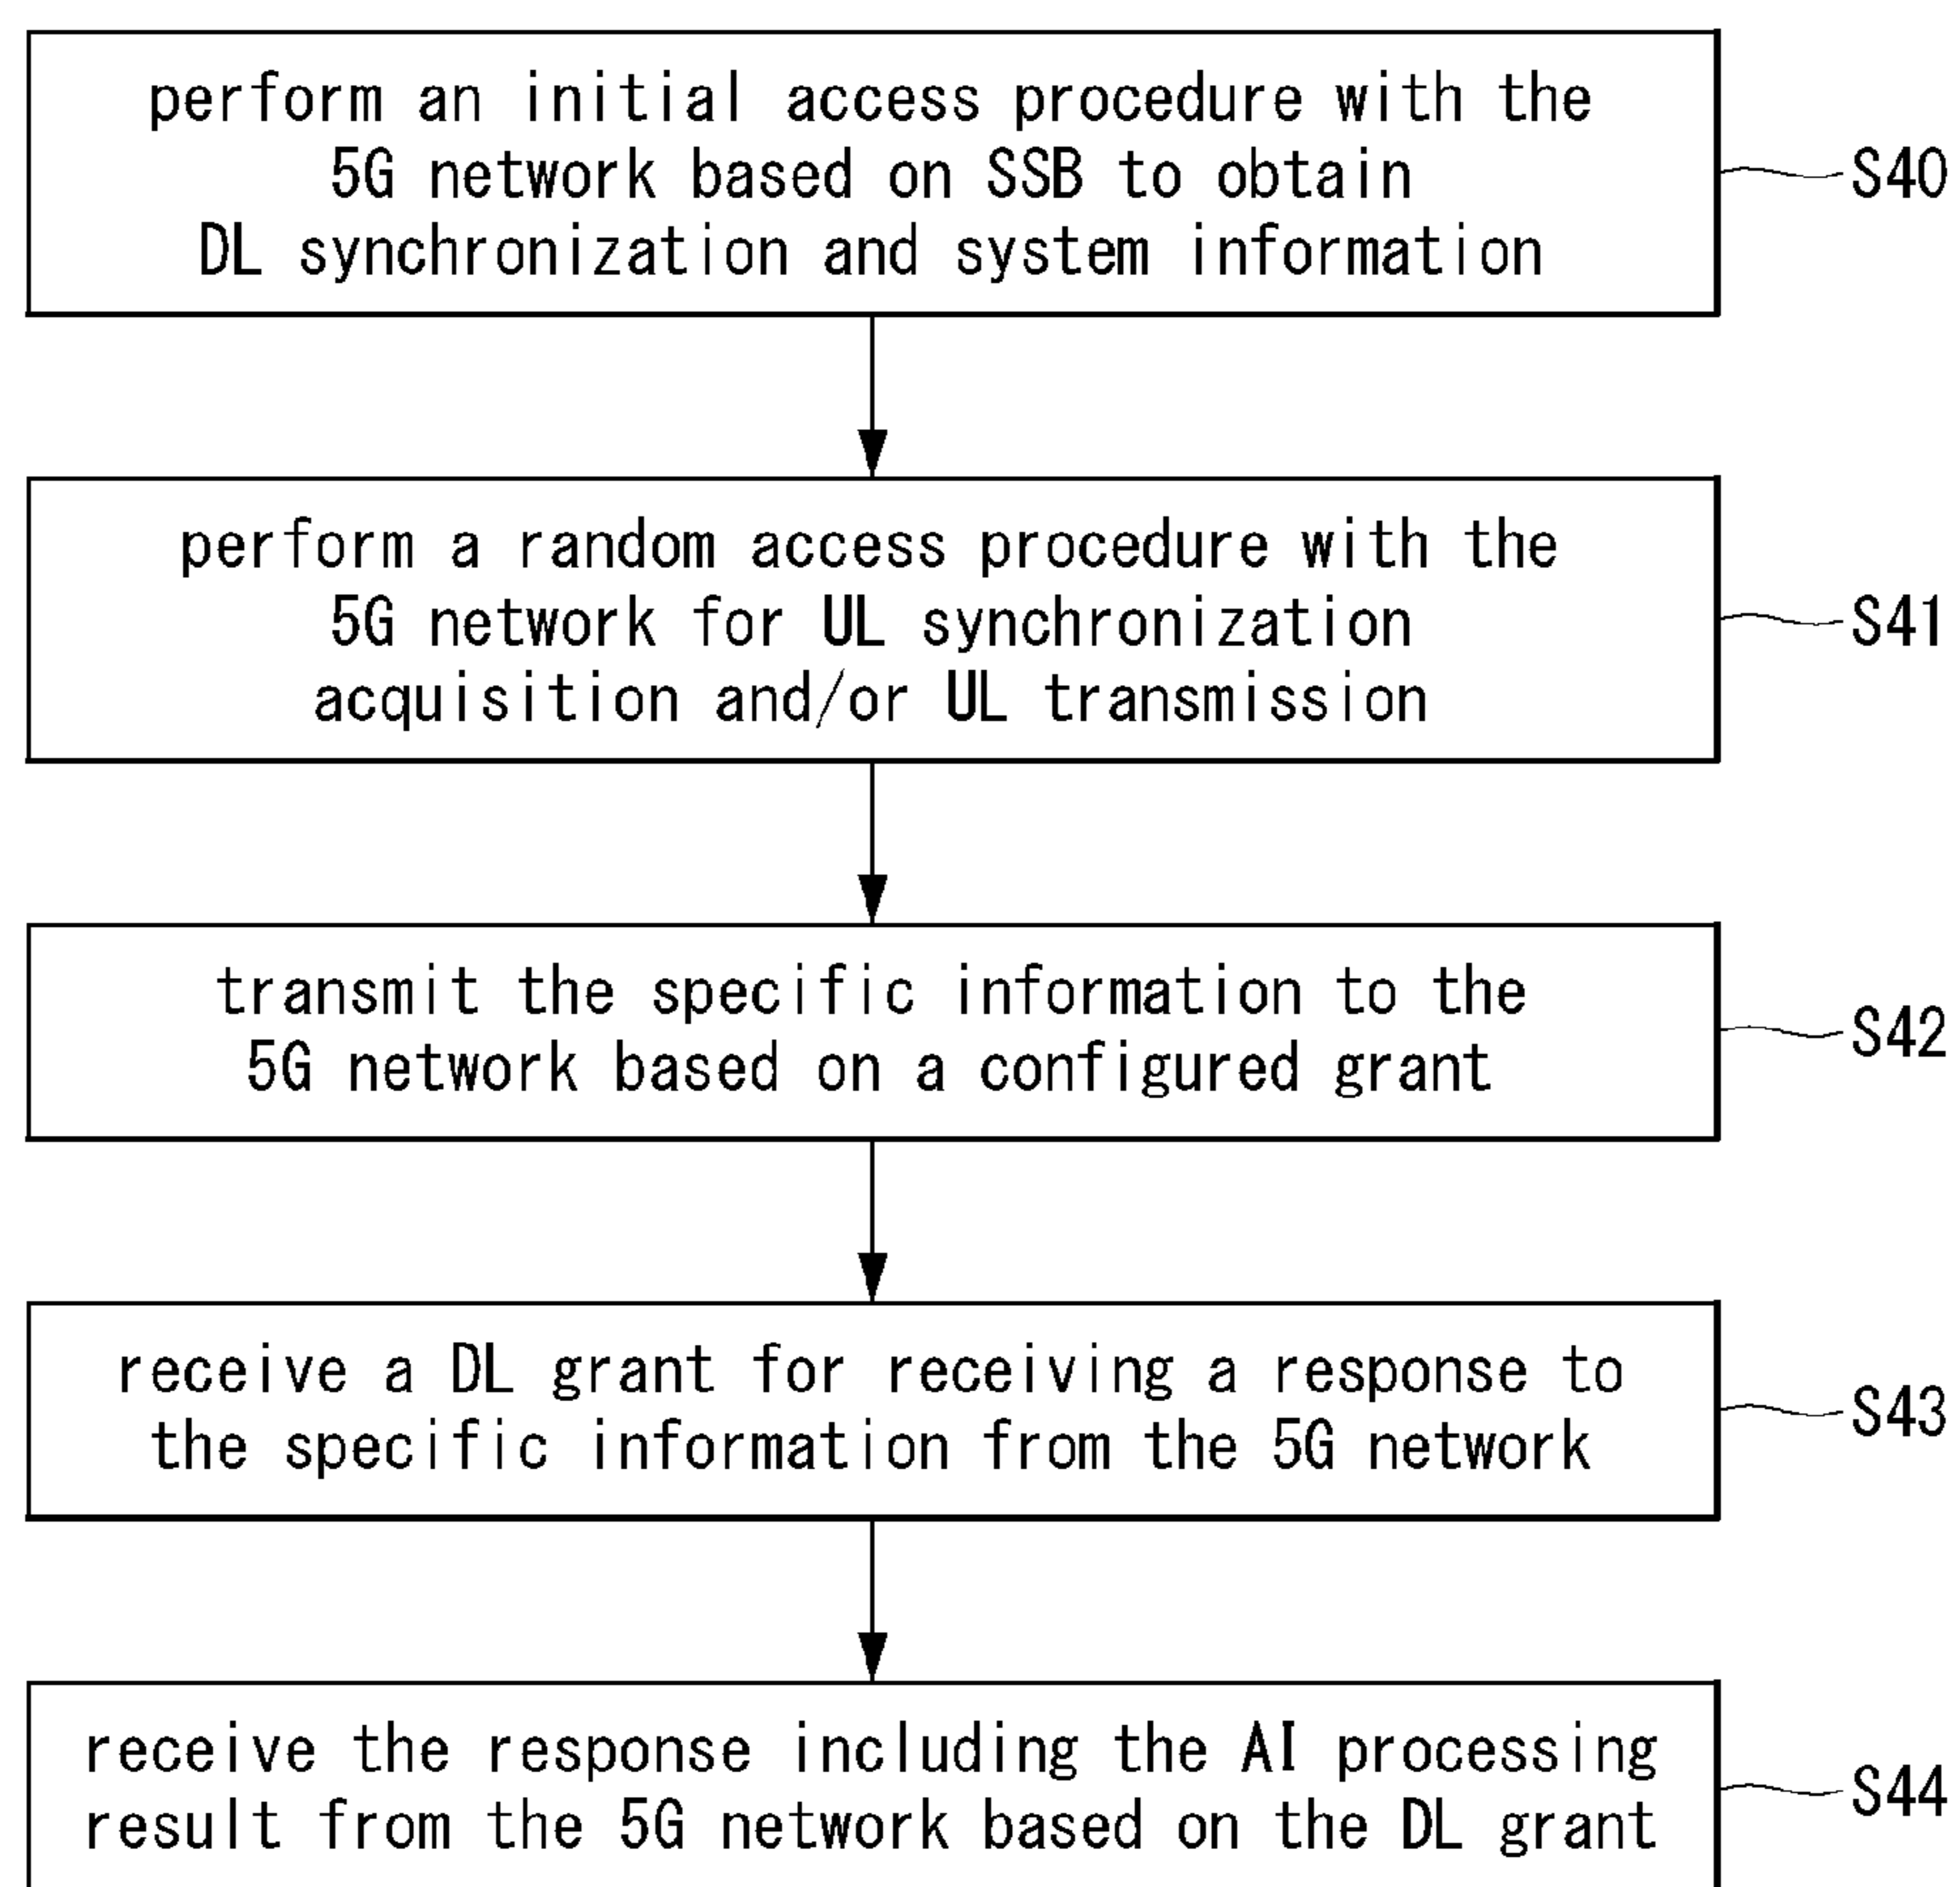 perform an initial access procedure with the
5G network based on SSB to obtain
DL synchronization and system information
S40
perform a random access procedure with the
5G network for UL synchronization
acquisition and/or UL transmission
S41
transmit the specific information to the
5G network based on a configured grant
S42
receive a DL grant for receiving a response to
the specific information from the 5G network
S43
receive the response including the AI processing
result from the 5G network based on the DL grant
S44